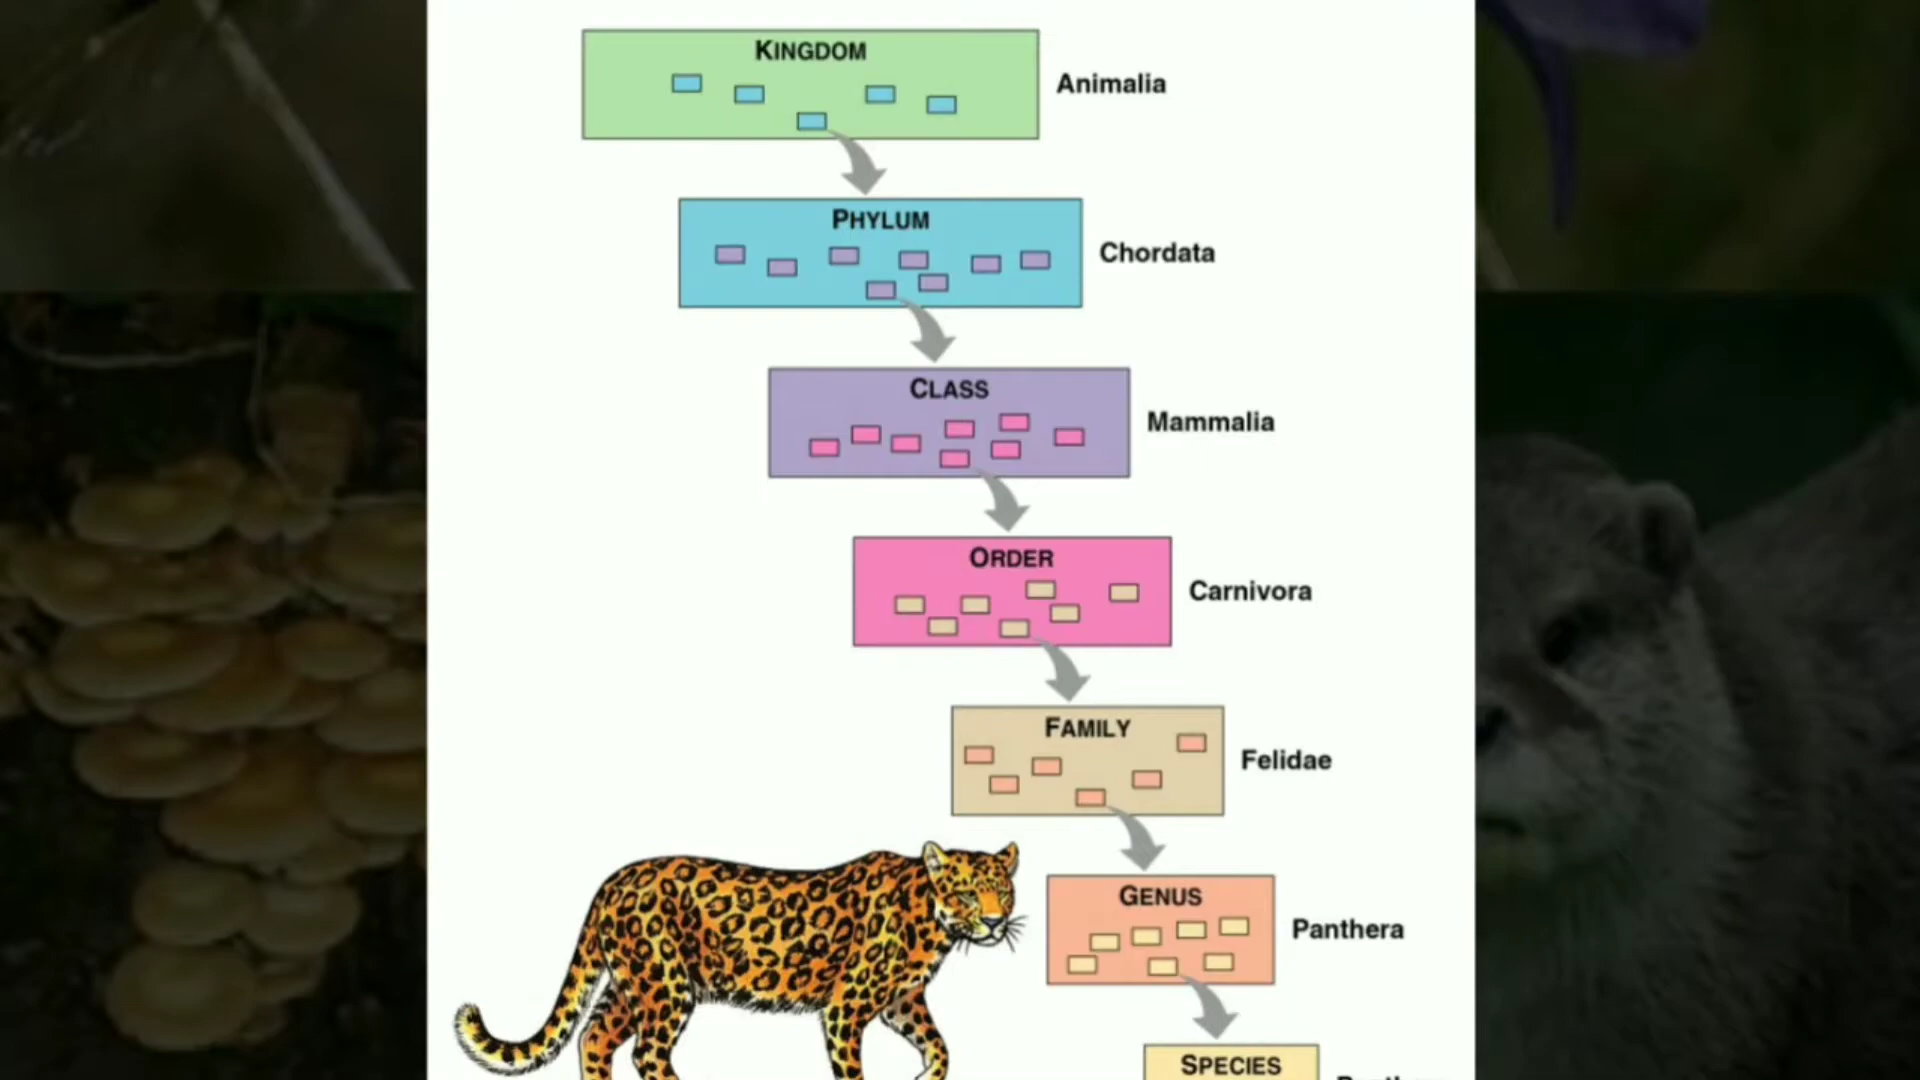 KINGDOM
Animalia
PHYLUM
Chordata
CLASS
Mammalia
ORDER
Carnivora
FAMILY
Felidae
GENUS
Panthera
SPECIES